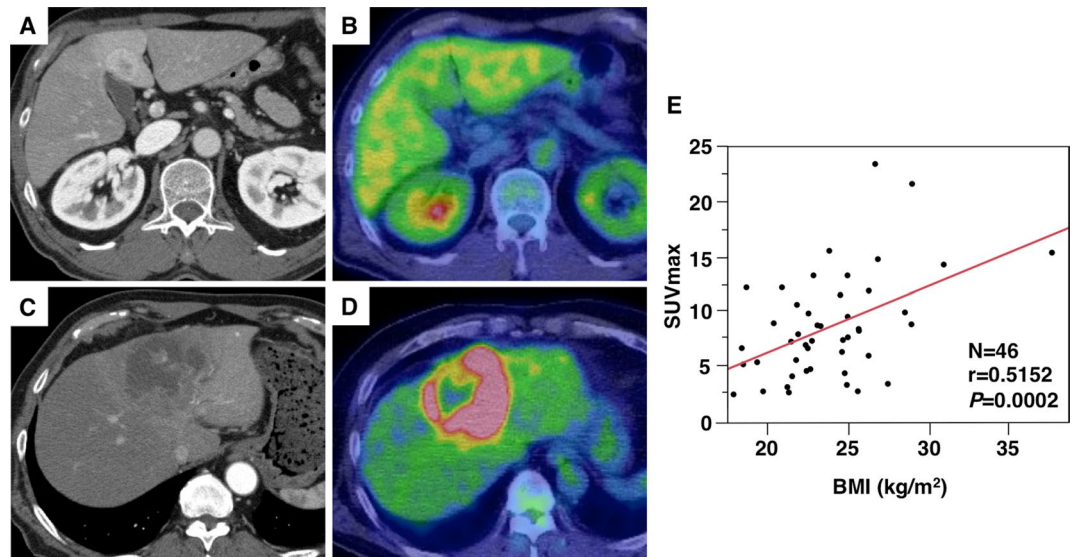 A
B
C
D
E
SUVmax
25
20
15
10
5
0
N=46
r=0.5152
P=0.0002
20
25
30
35
BMI (kg/m²)